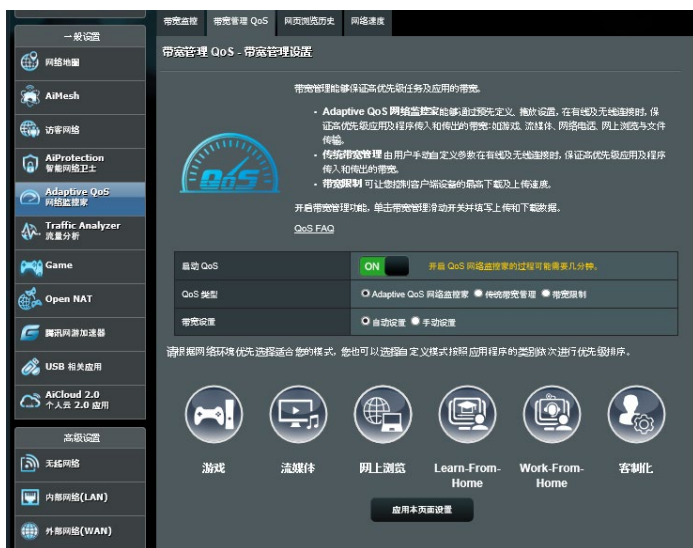 带宽监控 带宽管理 QoS 网页浏览历史 网络速度
一般设置
网络地图
AiMesh
访客网络
AiProtection
智能网络卫士
Adaptive QoS
网络监控家
Traffic Analyzer
流量分析
Game
Open NAT
腾讯网游加速器
USB 相关应用
AiCloud 2.0
个人云 2.0 应用
高级设置
无线网络
内部网络(LAN)
外部网络(WAN)
带宽管理 QoS - 带宽管理设置
带宽管理能够保证高优先级任务及应用的带宽。
• Adaptive QoS 网络监控家能够通过预先定义、拖放设置, 在有线及无线连接时, 保
证高优先级应用及程序传入和传出的带宽: 如游戏、流媒体、网络电话、网上浏览与文件
传输。
• 传统带宽管理 由用户手动自定义参数在有线及无线连接时, 保证高优先级应用及程序
传入和传出的带宽。
• 带宽限制 可让您控制客户端设备的最高下载及上传速度。
开启带宽管理功能, 单击带宽管理滑动开关并填写上传和下载数据。
QoS FAQ
启动 QoS ON 开启 QoS 网络监控家的过程可能需要几分钟。
QoS 类型 Adaptive QoS 网络监控家 传统带宽管理 带宽限制
带宽设置 自动设置 手动设置
请根据网络环境优先选择适合您的模式, 您也可以选择自定义模式按照应用程序的类别依次进行优先级排序。
游戏 流媒体 网上浏览 Learn-From- Work-From- 客制化
Home Home
应用本页面设置